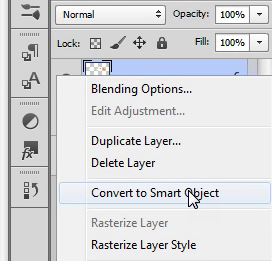 Normal Opacity: 100%
Lock: Fill: 100%
fx
Blending Options...
Edit Adjustment...
Duplicate Layer...
Delete Layer
Convert to Smart Object
Rasterize Layer
Rasterize Layer Style